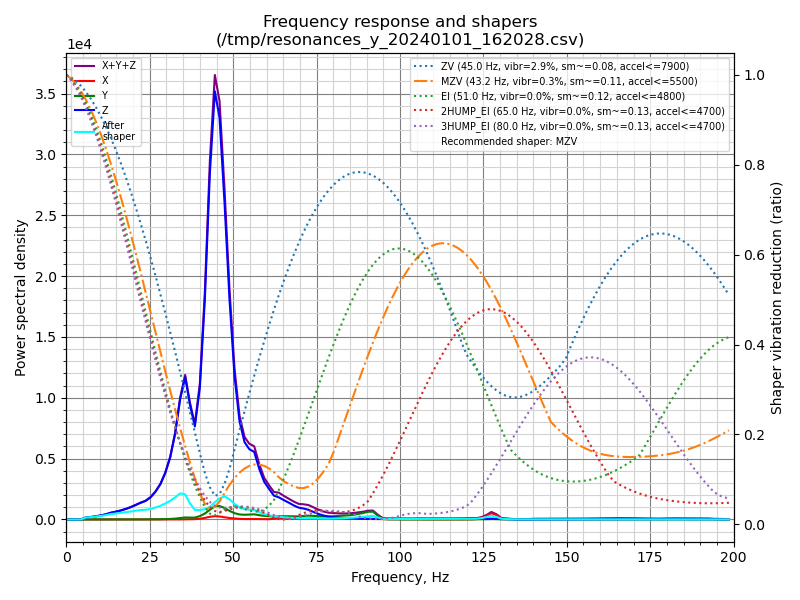 Frequency response and shapers
(/tmp/resonances_y_20240101_162028.csv)
1e4
X+Y+Z
X
Y
Z
After
shaper
ZV (45.0 Hz, vibr=2.9%, sm~=0.08, accel<=7900)
MZV (43.2 Hz, vibr=0.3%, sm~=0.11, accel<=5500)
EI (51.0 Hz, vibr=0.0%, sm~=0.12, accel<=4800)
2HUMP_EI (65.0 Hz, vibr=0.0%, sm~=0.13, accel<=4700)
3HUMP_EI (80.0 Hz, vibr=0.0%, sm~=0.13, accel<=4700)
Recommended shaper: MZV
Power spectral density
3.5
3.0
2.5
2.0
1.5
1.0
0.5
0.0
1.0
0.8
0.6
0.4
0.2
0.0
Shaper vibration reduction (ratio)
0 25 50 75 100 125 150 175 200
Frequency, Hz